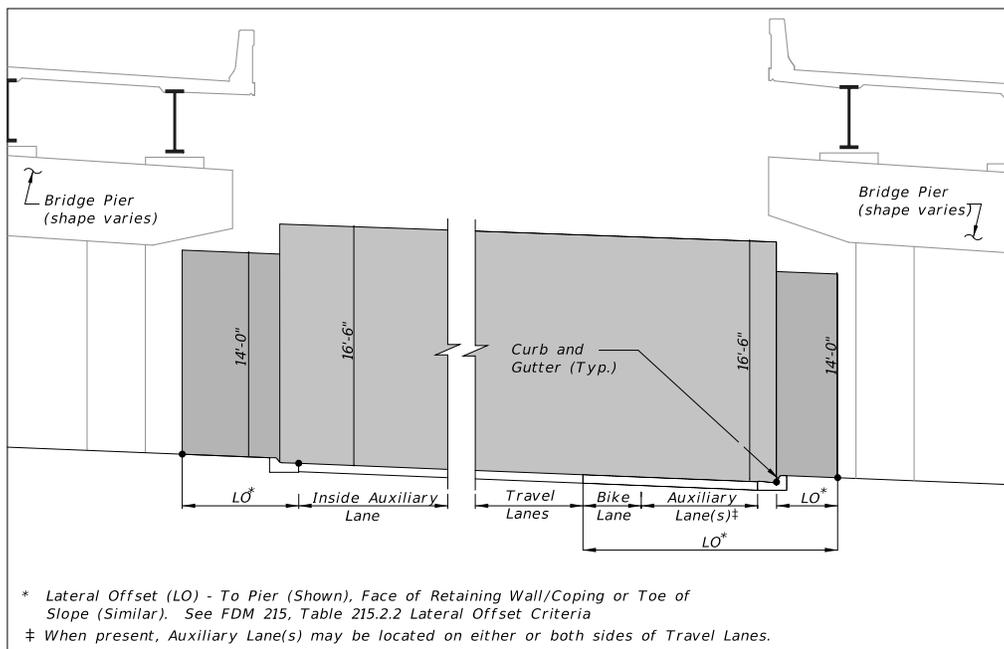 Bridge Pier
(shape varies)
Bridge Pier
(shape varies)
14'-0"
16'-6"
16'-6"
14'-0"
Curb and
Gutter (Typ.)
LO*
Inside Auxiliary
Lane
Travel
Lanes
Bike
Lane
Auxiliary
Lane(s)‡
LO*
LO*
* Lateral Offset (LO) - To Pier (Shown), Face of Retaining Wall/Coping or Toe of
Slope (Similar). See FDM 215, Table 215.2.2 Lateral Offset Criteria
‡ When present, Auxiliary Lane(s) may be located on either or both sides of Travel Lanes.